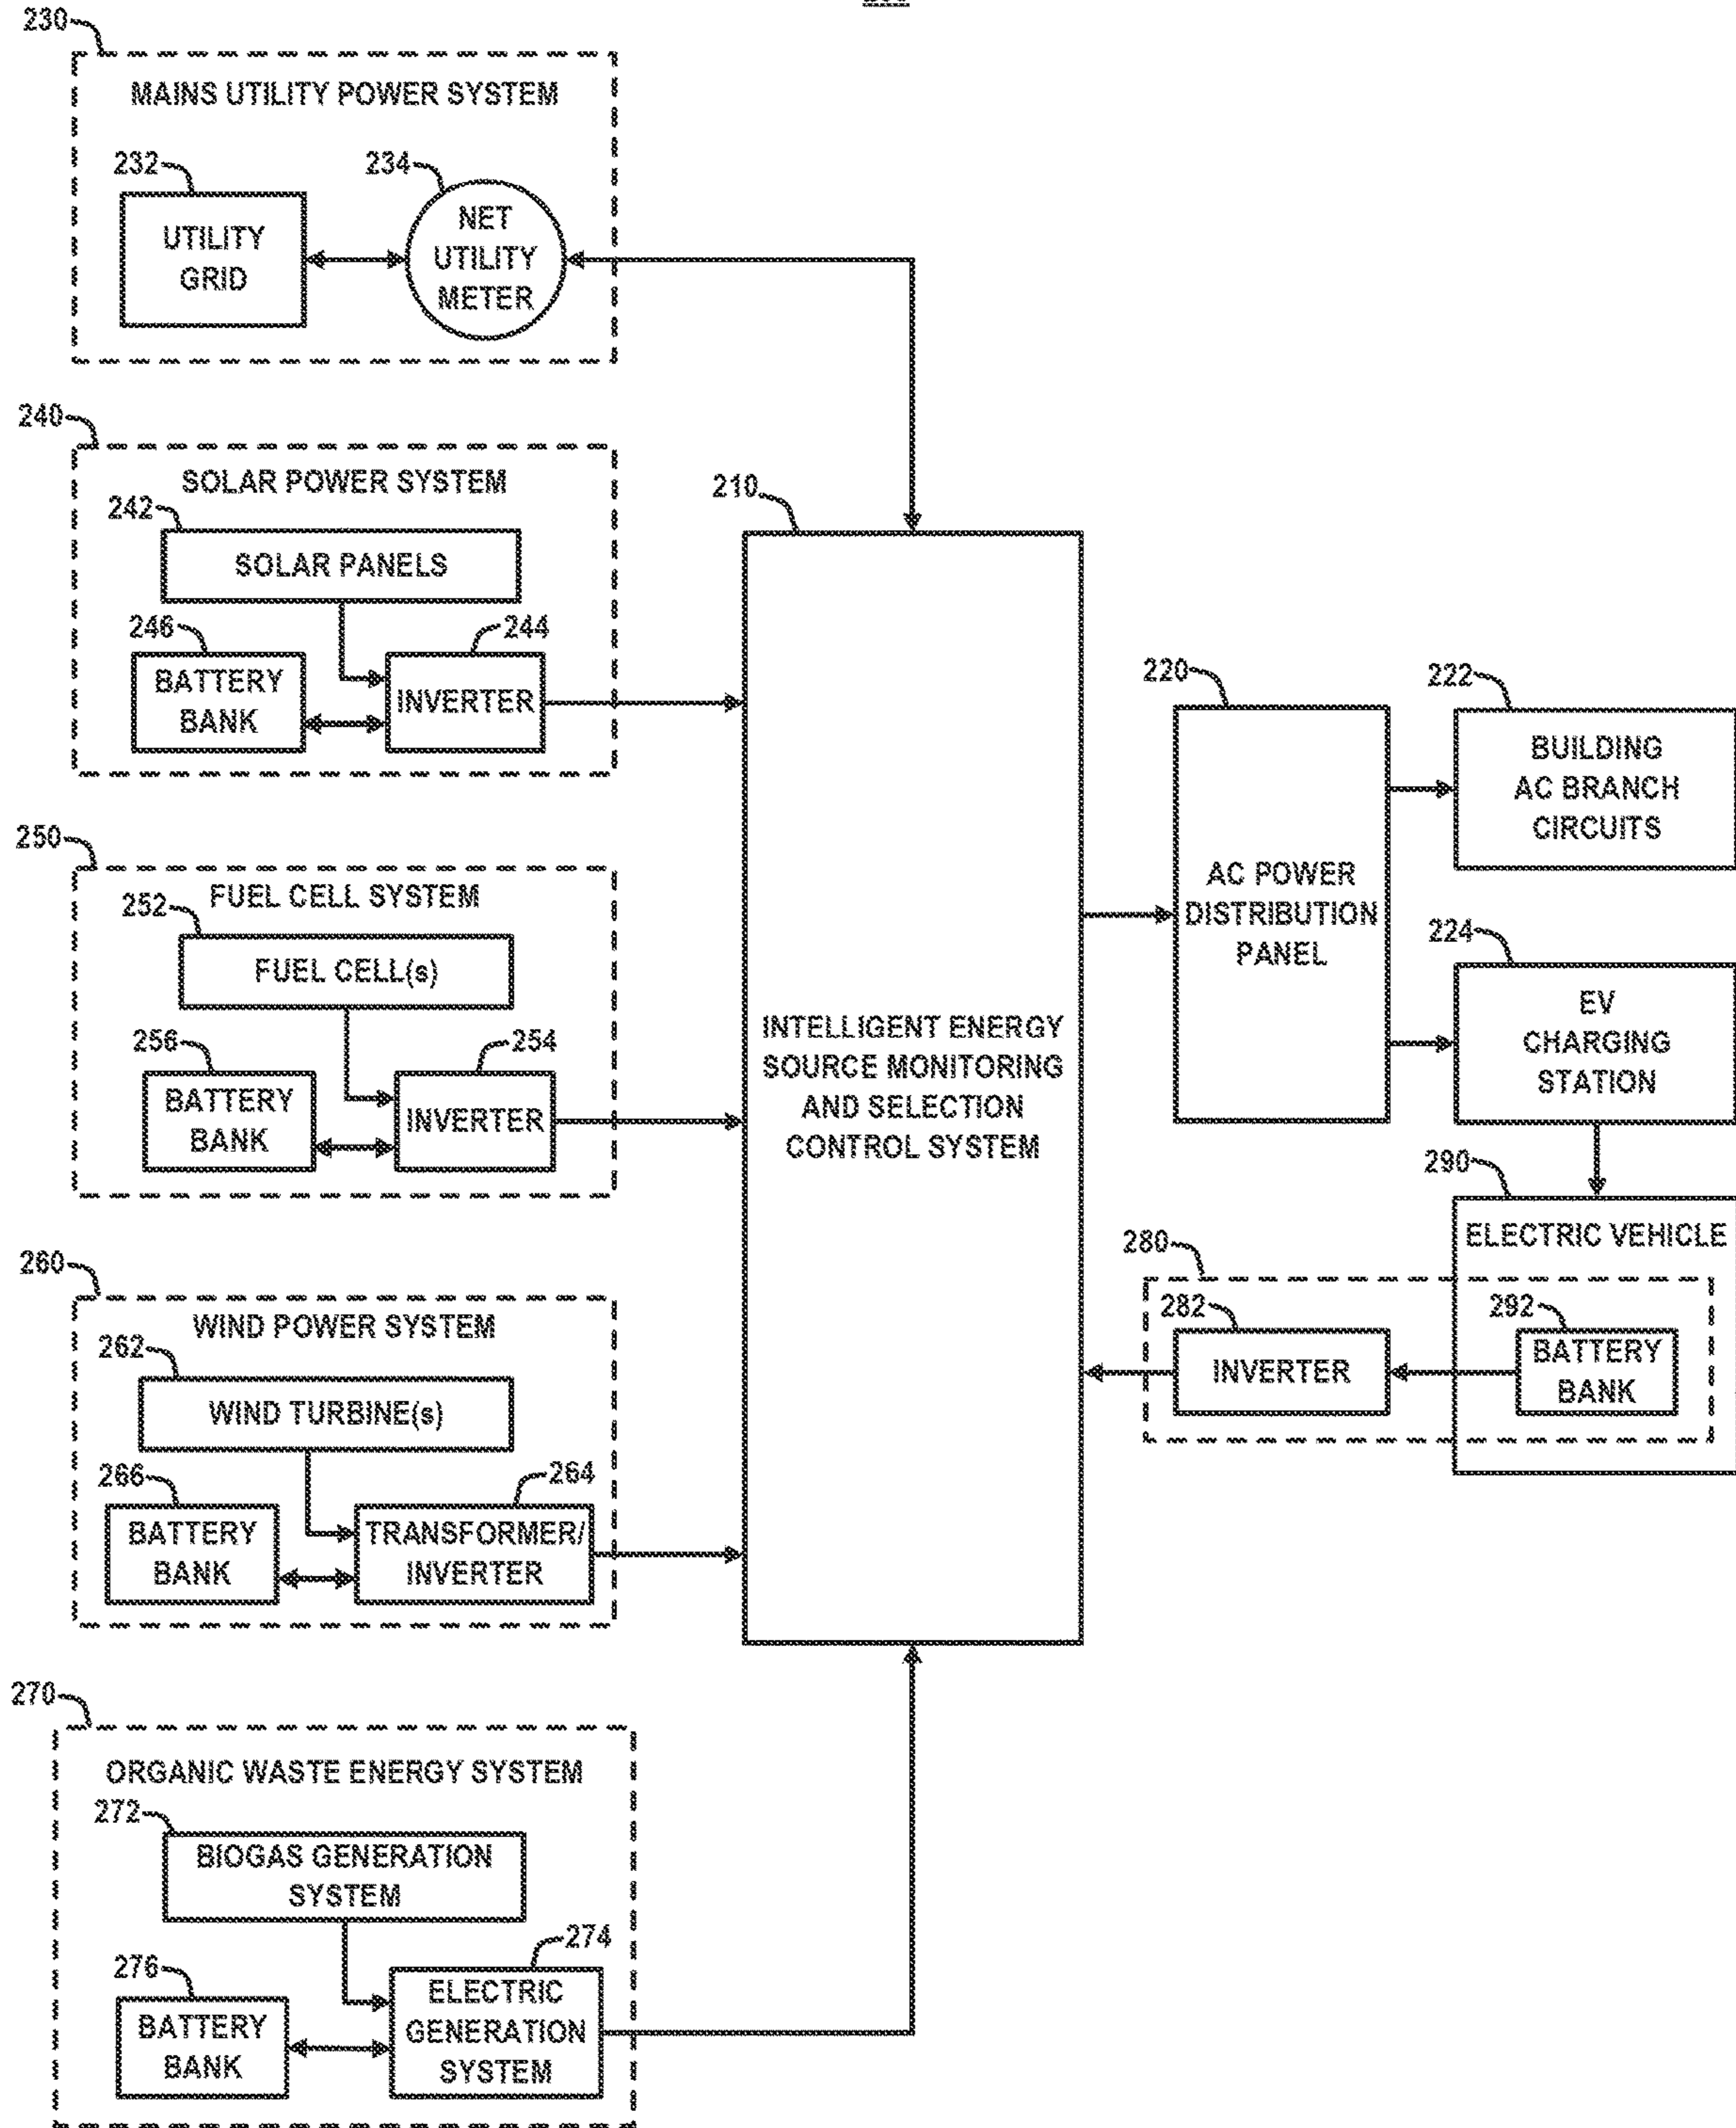 230
MAINS UTILITY POWER SYSTEM
232
234
UTILITY
GRID
NET
UTILITY
METER
240
SOLAR POWER SYSTEM
242
SOLAR PANELS
246
244
BATTERY
BANK
INVERTER
250
FUEL CELL SYSTEM
252
FUEL CELL(s)
256
254
BATTERY
BANK
INVERTER
260
WIND POWER SYSTEM
262
WIND TURBINE(s)
266
264
BATTERY
BANK
TRANSFORMER/
INVERTER
270
ORGANIC WASTE ENERGY SYSTEM
272
BIOGAS GENERATION
SYSTEM
276
274
BATTERY
BANK
ELECTRIC
GENERATION
SYSTEM
210
INTELLIGENT ENERGY
SOURCE MONITORING
AND SELECTION
CONTROL SYSTEM
220
AC POWER
DISTRIBUTION
PANEL
222
BUILDING
AC BRANCH
CIRCUITS
224
EV
CHARGING
STATION
290
ELECTRIC VEHICLE
280
282
INVERTER
292
BATTERY
BANK